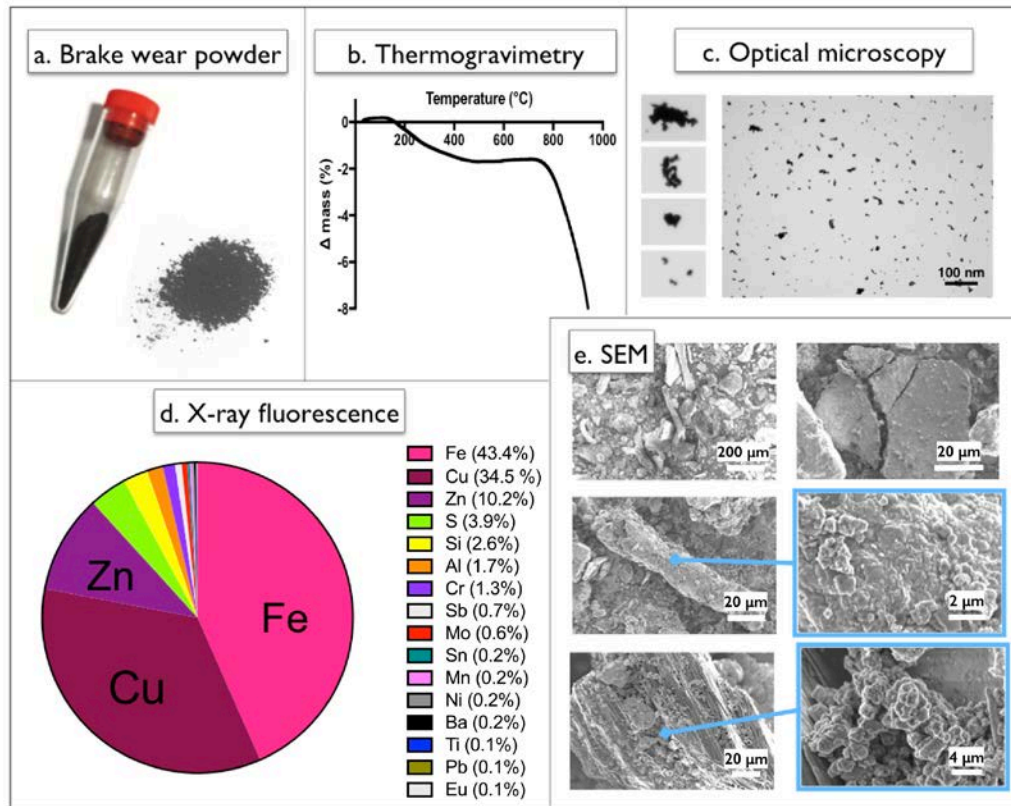 a. Brake wear powder
b. Thermogravimetry
Temperature (°C)
0
200
400
600
800
1000
-2
-4
-6
-8
Δ mass (%)
c. Optical microscopy
100 nm
d. X-ray fluorescence
Zn
Fe
Cu
Fe (43.4%)
Cu (34.5 %)
Zn (10.2%)
S (3.9%)
Si (2.6%)
Al (1.7%)
Cr (1.3%)
Sb (0.7%)
Mo (0.6%)
Sn (0.2%)
Mn (0.2%)
Ni (0.2%)
Ba (0.2%)
Ti (0.1%)
Pb (0.1%)
Eu (0.1%)
e. SEM
200 µm
20 µm
20 µm
2 µm
20 µm
4 µm